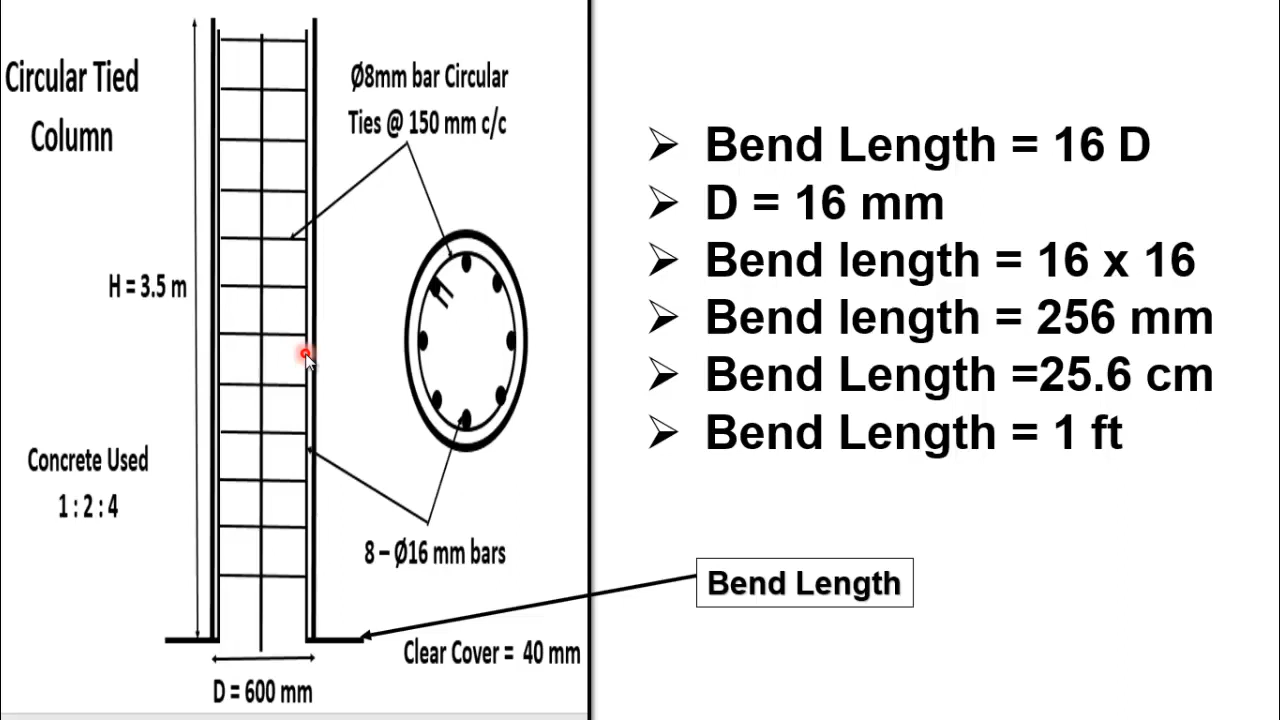 Circular Tied
Column
Ø8mm bar Circular
Ties @ 150 mm c/c
H = 3.5 m
Concrete Used
1 : 2 : 4
8 – Ø16 mm bars
Clear Cover = 40 mm
D = 600 mm
➢ Bend Length = 16 D
➢ D = 16 mm
➢ Bend length = 16 x 16
➢ Bend length = 256 mm
➢ Bend Length =25.6 cm
➢ Bend Length = 1 ft
Bend Length